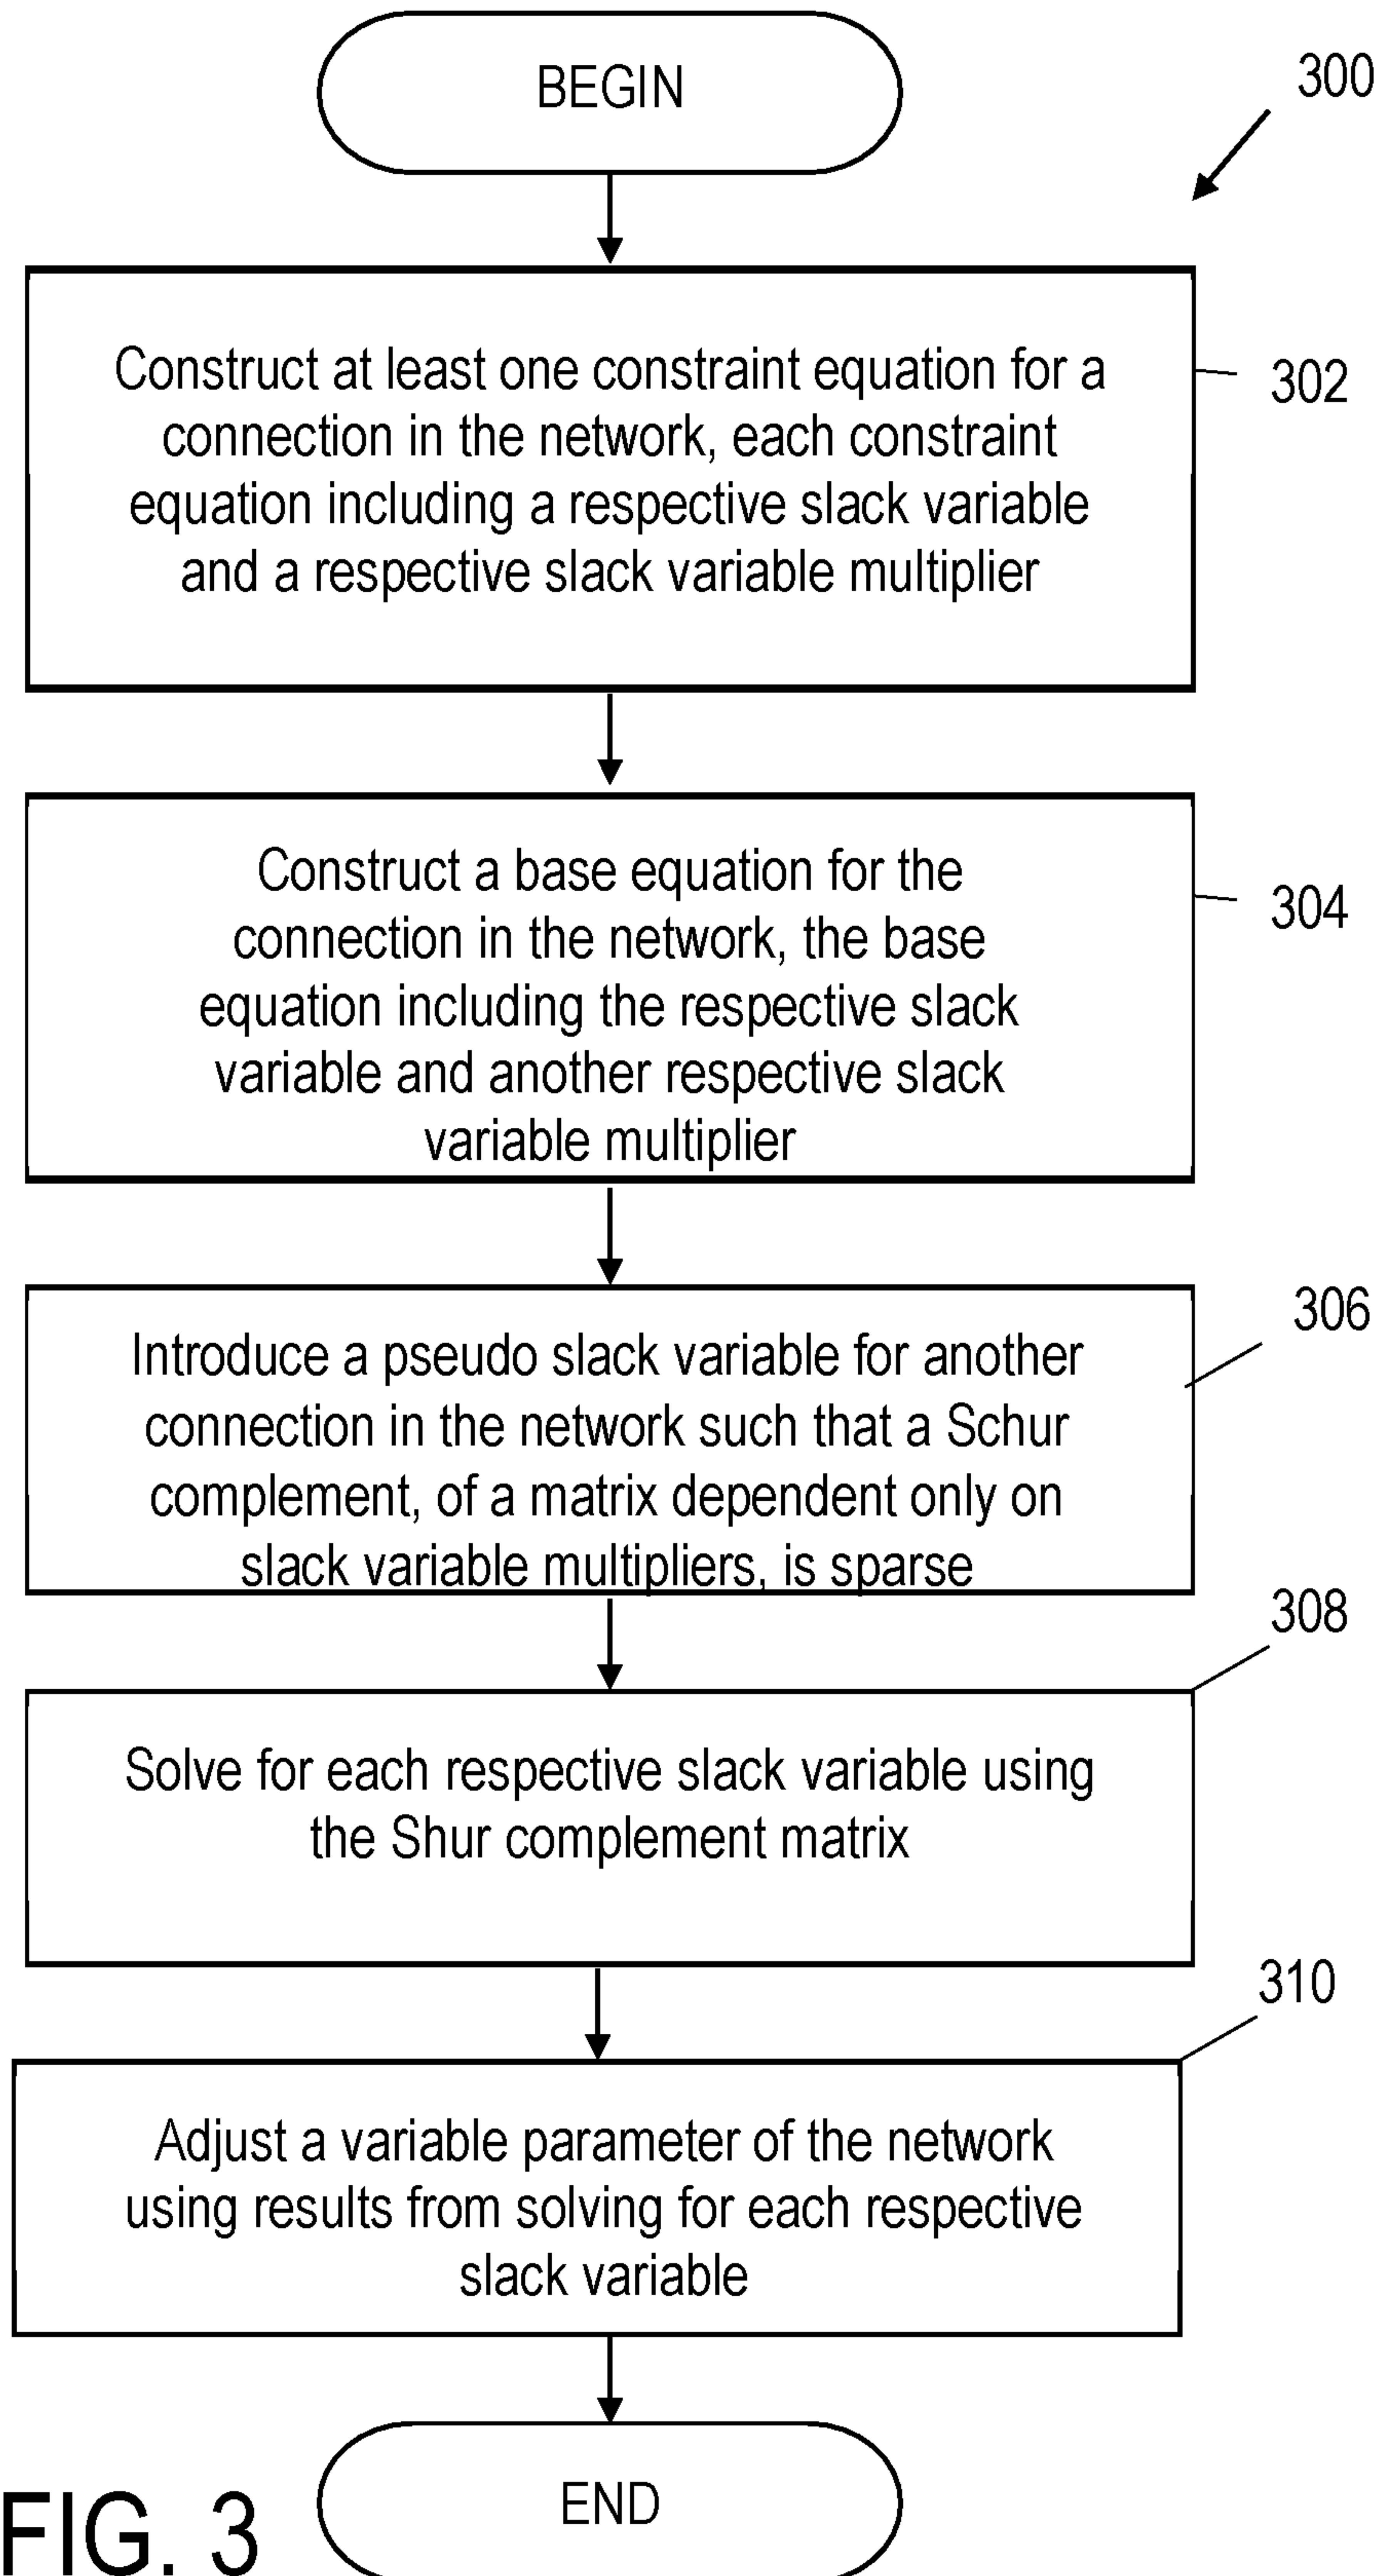 BEGIN
300
Construct at least one constraint equation for a
connection in the network, each constraint
equation including a respective slack variable
and a respective slack variable multiplier
302
Construct a base equation for the
connection in the network, the base
equation including the respective slack
variable and another respective slack
variable multiplier
304
Introduce a pseudo slack variable for another
connection in the network such that a Schur
complement, of a matrix dependent only on
slack variable multipliers, is sparse
306
308
Solve for each respective slack variable using
the Shur complement matrix
310
Adjust a variable parameter of the network
using results from solving for each respective
slack variable
END
FIG. 3